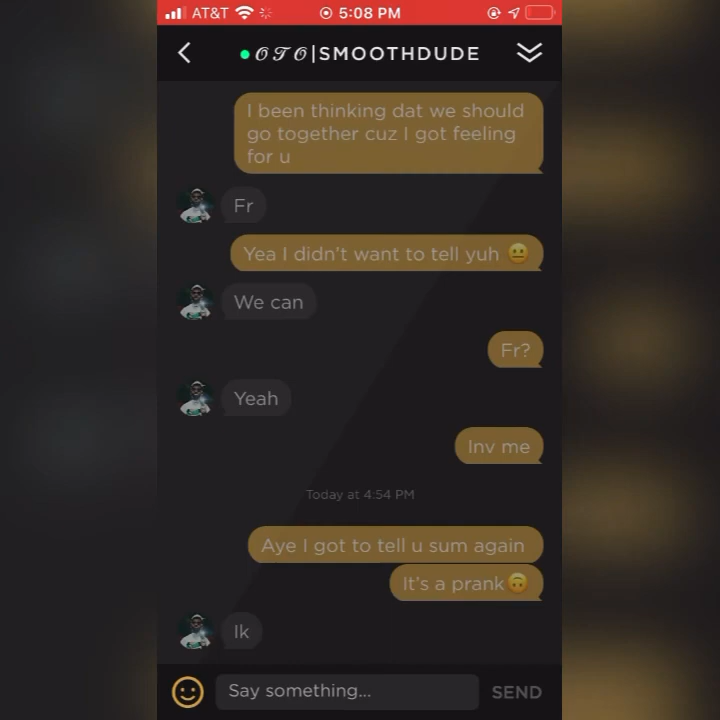 AT&T 5:08 PM
𝒪𝒯𝒪|SMOOTHDUDE
I been thinking dat we should
go together cuz I got feeling
for u
Fr
Yea I didn't want to tell yuh 😐
We can
Fr?
Yeah
Inv me
Today at 4:54 PM
Aye I got to tell u sum again
It's a prank🙃
Ik
Say something...
SEND